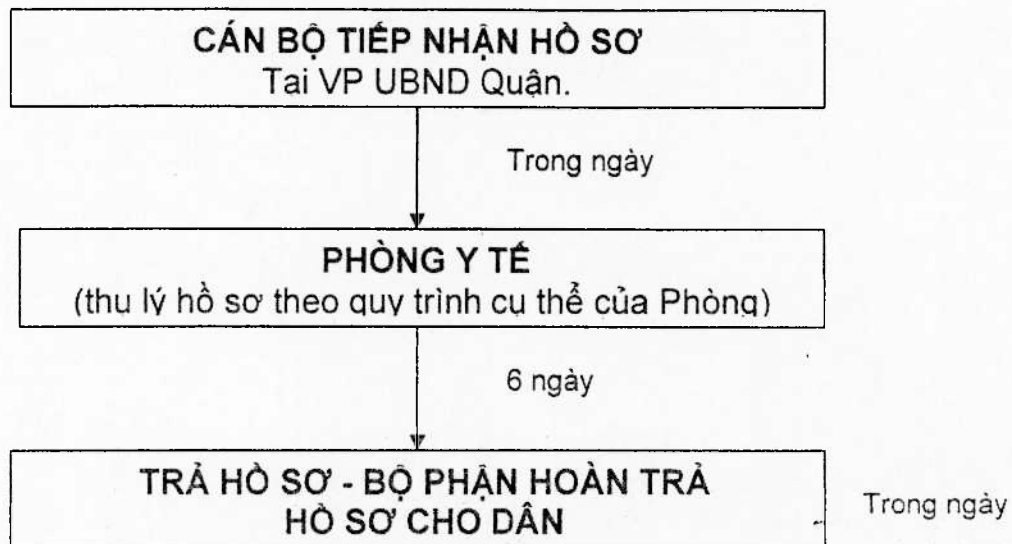 CÁN BỘ TIẾP NHẬN HỒ SƠ
Tại VP UBND Quận.
Trong ngày
PHÒNG Y TẾ
(thụ lý hồ sơ theo quy trình cụ thể của Phòng)
6 ngày
TRẢ HỒ SƠ - BỘ PHẬN HOÀN TRẢ
HỒ SƠ CHO DÂN
Trong ngày